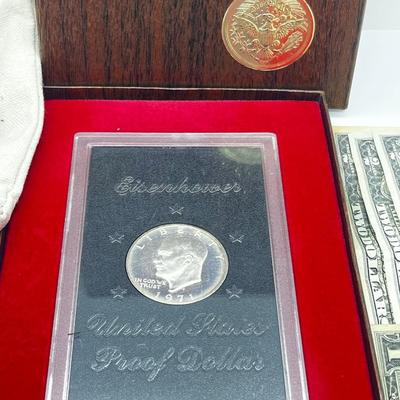 Eisenhower
LIBERTY
IN GOD WE
TRUST
1971
United States
Proof Dollar